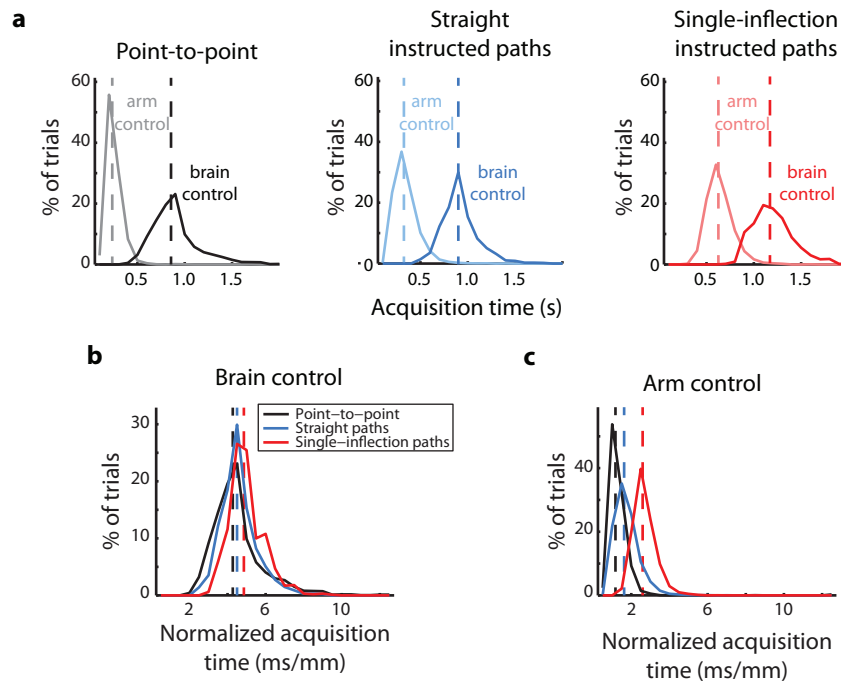 a
Point-to-point
Straight
instructed paths
Single-inflection
instructed paths
% of trials
60
40
20
0
0.5
1.0
1.5
arm
control
brain
control
% of trials
60
40
20
0
0.5
1.0
1.5
arm
control
brain
control
% of trials
60
40
20
0
0.5
1.0
1.5
arm
control
brain
control
Acquisition time (s)
b
Brain control
% of trials
30
20
10
0
2
6
10
Point−to−point
Straight paths
Single−inflection paths
Normalized acquisition
time (ms/mm)
c
Arm control
% of trials
40
20
0
2
6
10
Normalized acquisition
time (ms/mm)